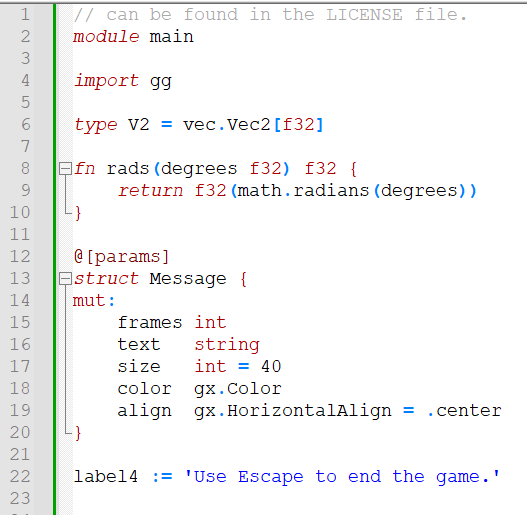 1 // can be found in the LICENSE file.
2 module main
3
4 import gg
5
6 type V2 = vec.Vec2[f32]
7
8 fn rads(degrees f32) f32 {
9     return f32(math.radians(degrees))
10 }
11
12 @[params]
13 struct Message {
14 mut:
15     frames int
16     text   string
17     size   int = 40
18     color  gx.Color
19     align  gx.HorizontalAlign = .center
20 }
21
22 label4 := 'Use Escape to end the game.'
23